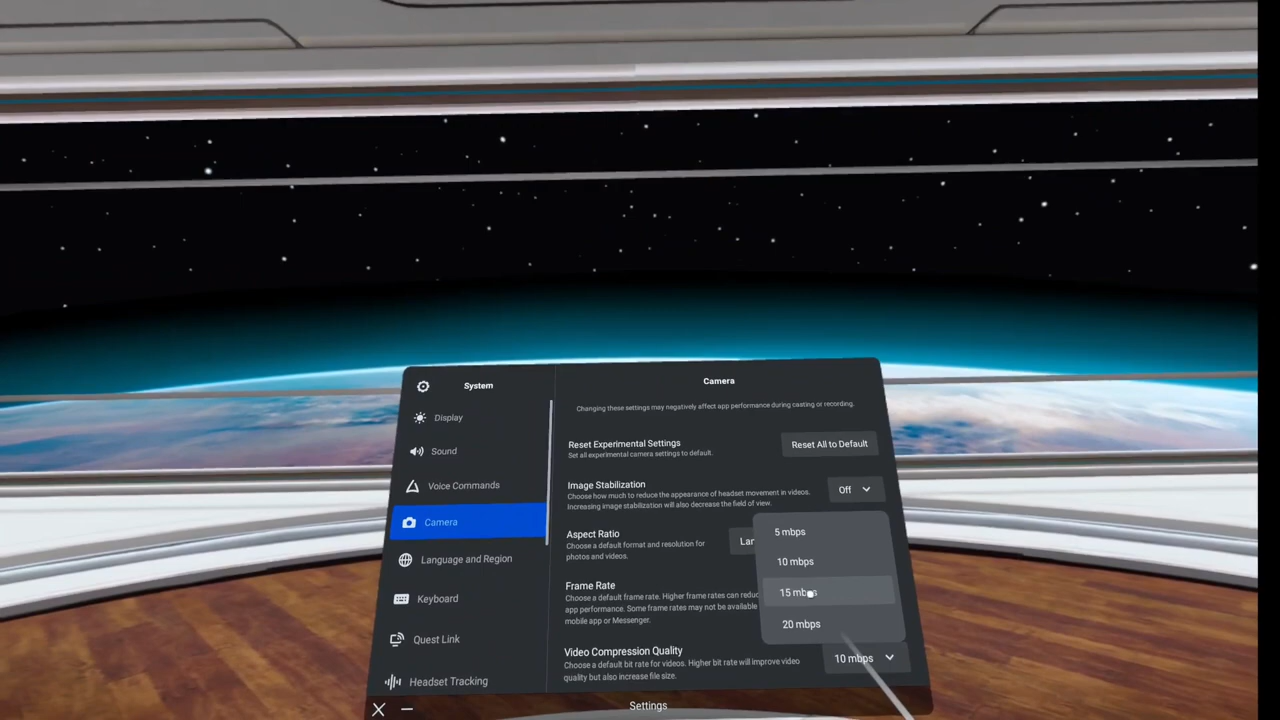 System
Display
Sound
Voice Commands
Camera
Language and Region
Keyboard
Quest Link
Headset Tracking
Camera
Changing these settings may negatively affect app performance during casting or recording.
Reset Experimental Settings
Set all experimental camera settings to default.
Reset All to Default
Image Stabilization
Choose how much to reduce the appearance of headset movement in videos.
Increasing image stabilization will also decrease the field of view.
Off
Aspect Ratio
Choose a default format and resolution for
photos and videos.
Lan
Frame Rate
Choose a default frame rate. Higher frame rates can reduc
app performance. Some frame rates may not be available
mobile app or Messenger.
5 mbps
10 mbps
15 mbps
20 mbps
Video Compression Quality
Choose a default bit rate for videos. Higher bit rate will improve video
quality but also increase file size.
10 mbps
Settings